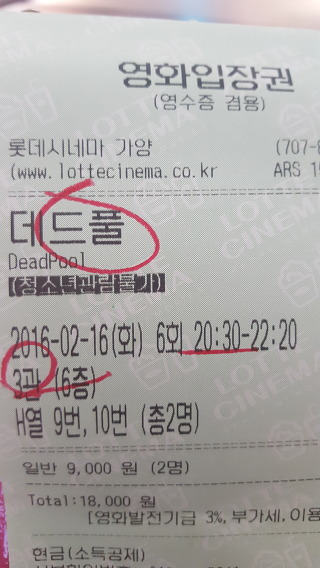 영화입장권
(영수증 겸용)
롯데시네마 가양
(www.lottecinema.co.kr ARS
데드풀
DeadPool
[청소년관람불가]
2016-02-16(화) 6회 20:30-22:20
3관 (6층)
H열 9번, 10번 (총2명)
일반 9,000 원 (2명)
Total:18,000 원
[영화발전기금 3%, 부가세, 이용
현금(소득공제)